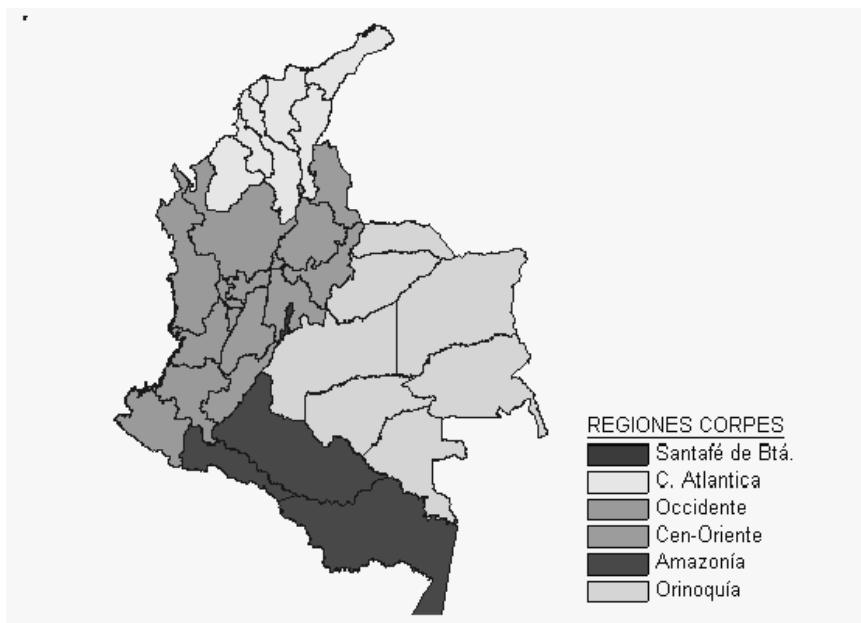 REGIONES CORPES
Santafé de Btá.
C. Atlantica
Occidente
Cen-Oriente
Amazonía
Orinoquía